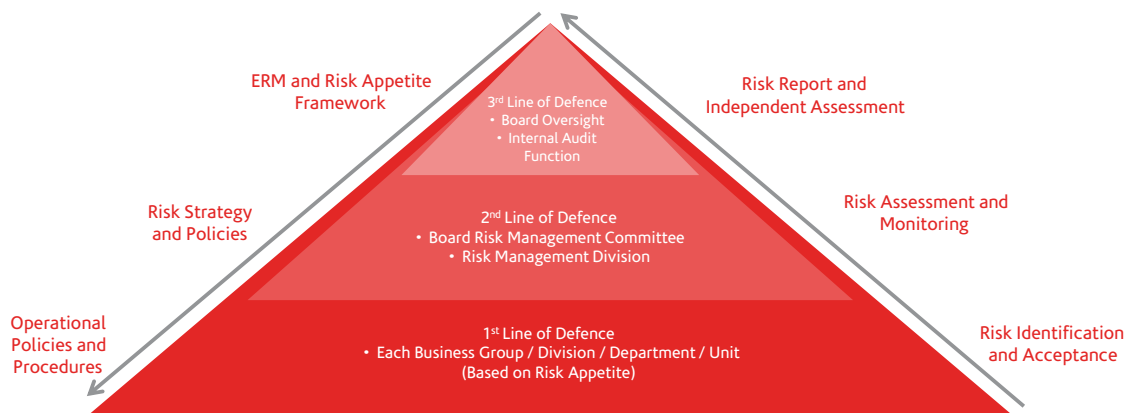 ERM and Risk Appetite
Framework
Risk Strategy
and Policies
Operational
Policies and
Procedures
3rd Line of Defence
• Board Oversight
• Internal Audit
Function
2nd Line of Defence
• Board Risk Management Committee
• Risk Management Division
1st Line of Defence
• Each Business Group / Division / Department / Unit
(Based on Risk Appetite)
Risk Report and
Independent Assessment
Risk Assessment and
Monitoring
Risk Identification
and Acceptance